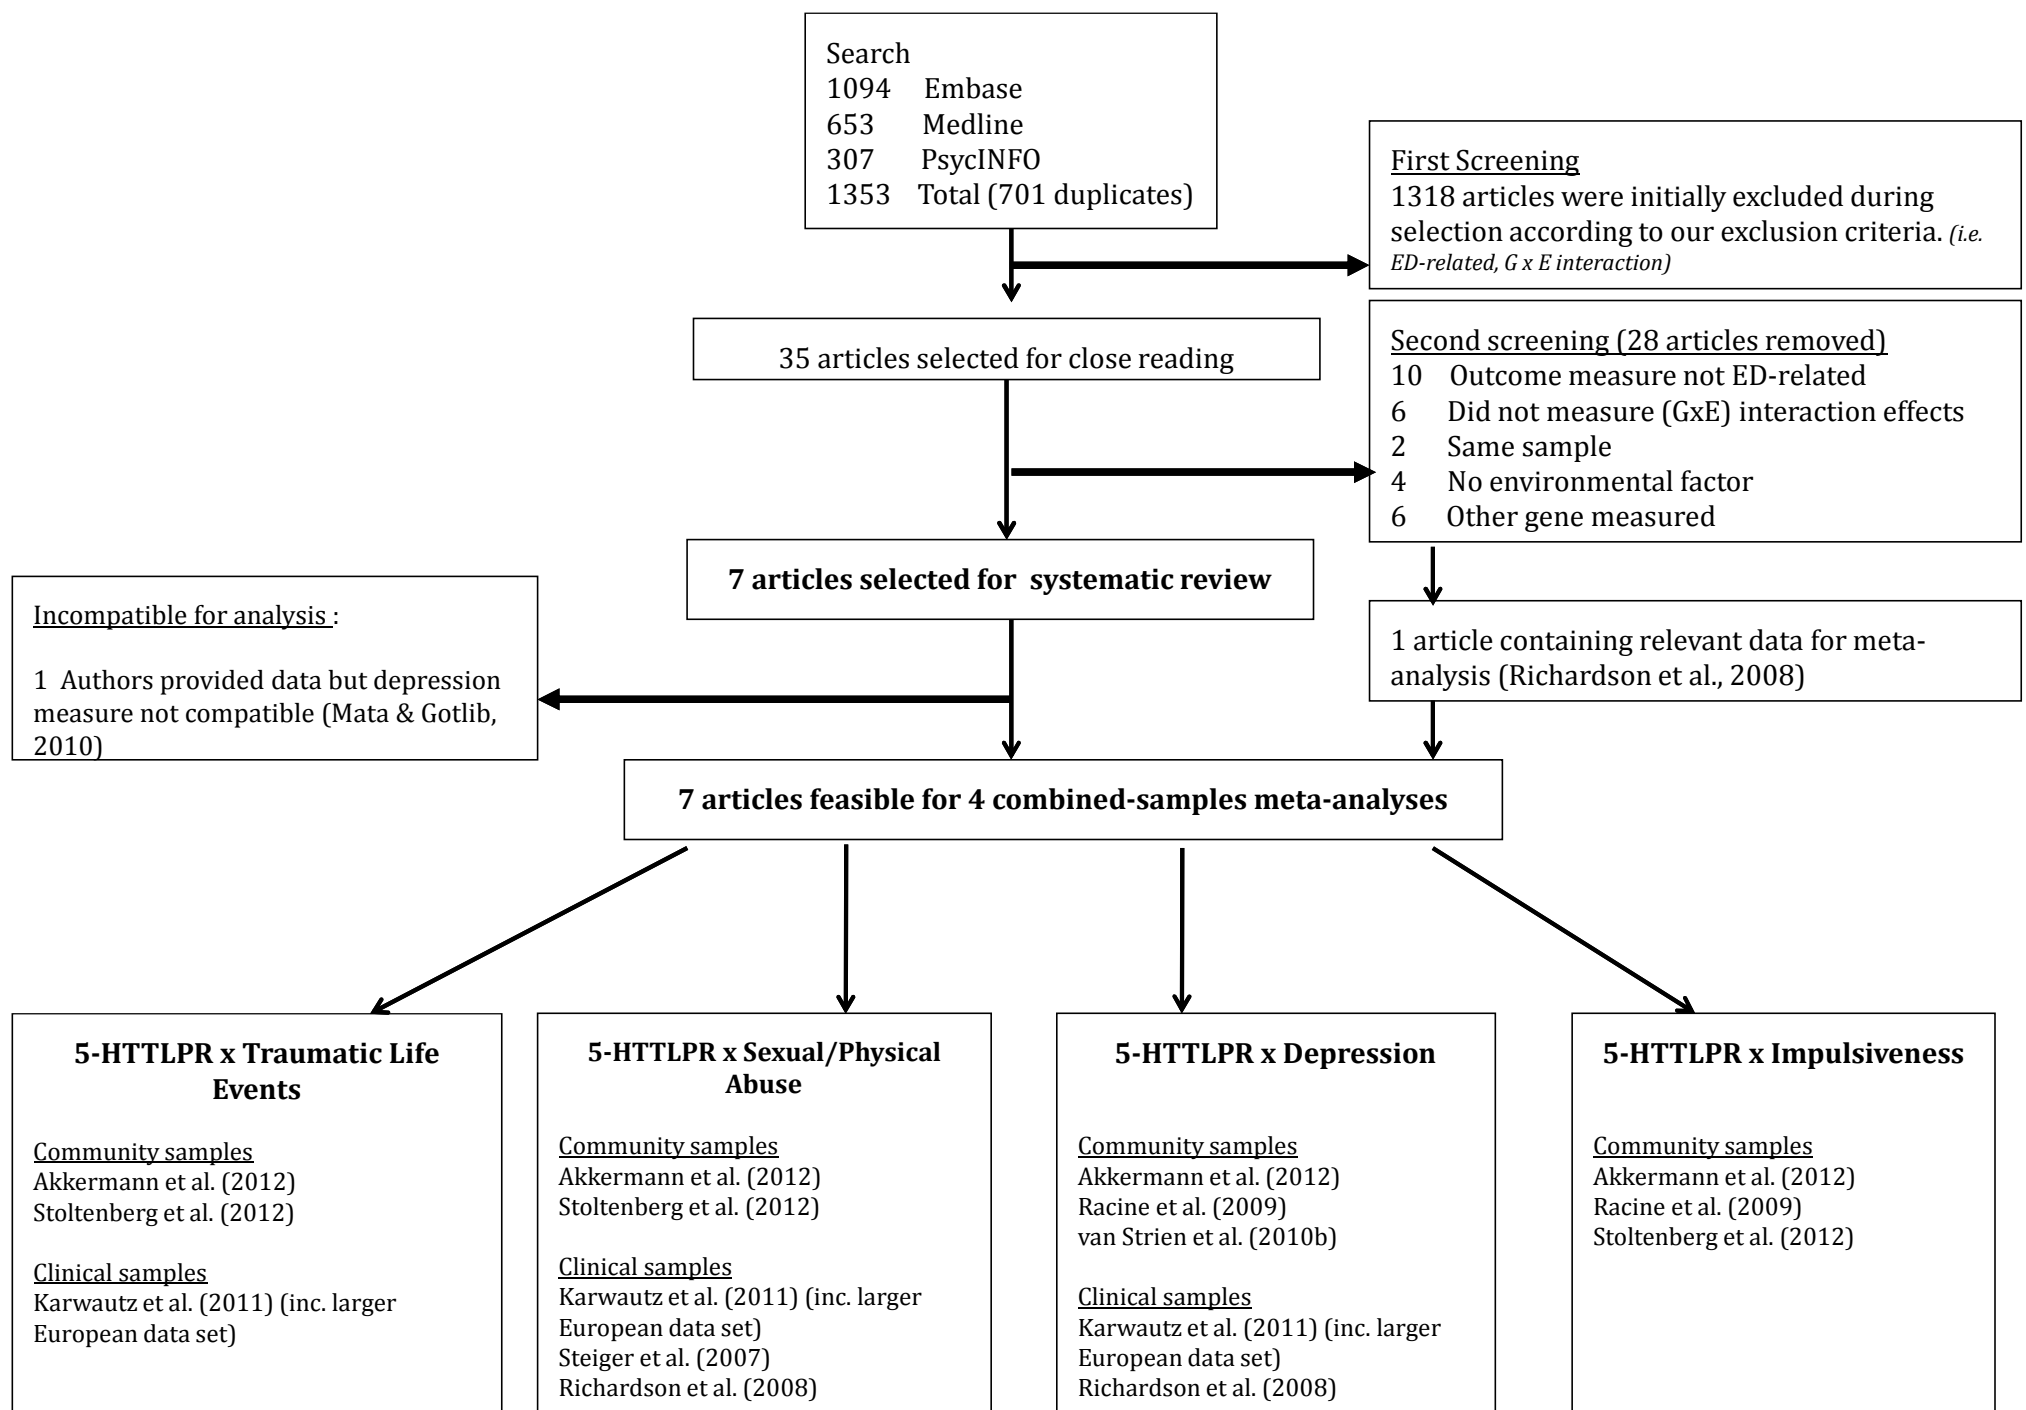 Search
1094 Embase
653 Medline
307 PsycINFO
1353 Total (701 duplicates)
First Screening
1318 articles were initially excluded during
selection according to our exclusion criteria. (i.e.
ED-related, G x E interaction)
35 articles selected for close reading
Second screening (28 articles removed)
10 Outcome measure not ED-related
6 Did not measure (GxE) interaction effects
2 Same sample
4 No environmental factor
6 Other gene measured
7 articles selected for systematic review
Incompatible for analysis :
1 Authors provided data but depression
measure not compatible (Mata & Gotlib,
2010)
1 article containing relevant data for meta-
analysis (Richardson et al., 2008)
7 articles feasible for 4 combined-samples meta-analyses
5-HTTLPR x Traumatic Life
Events
Community samples
Akkermann et al. (2012)
Stoltenberg et al. (2012)
Clinical samples
Karwautz et al. (2011) (inc. larger
European data set)
5-HTTLPR x Sexual/Physical
Abuse
Community samples
Akkermann et al. (2012)
Stoltenberg et al. (2012)
Clinical samples
Karwautz et al. (2011) (inc. larger
European data set)
Steiger et al. (2007)
Richardson et al. (2008)
5-HTTLPR x Depression
Community samples
Akkermann et al. (2012)
Racine et al. (2009)
van Strien et al. (2010b)
Clinical samples
Karwautz et al. (2011) (inc. larger
European data set)
Richardson et al. (2008)
5-HTTLPR x Impulsiveness
Community samples
Akkermann et al. (2012)
Racine et al. (2009)
Stoltenberg et al. (2012)